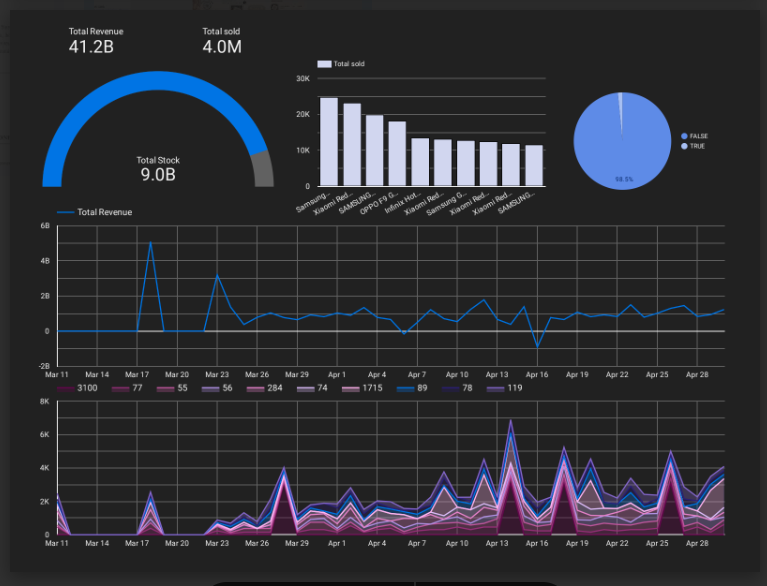 Total Revenue
41.2B
Total sold
4.0M
Total Stock
9.0B
Total sold
30K
20K
10K
0
Samsung...
Xiaomi Red...
SAMSUNG...
OPPO F9 G...
Infinix Hot...
Xiaomi Red...
Samsung G...
Xiaomi Red...
Xiaomi Red...
SAMSUNG...
98.5%
FALSE
TRUE
Total Revenue
6B
4B
2B
0
-2B
Mar 11 Mar 14 Mar 17 Mar 20 Mar 23 Mar 26 Mar 29 Apr 1 Apr 4 Apr 7 Apr 10 Apr 13 Apr 16 Apr 19 Apr 22 Apr 25 Apr 28
3100 77 55 56 284 74 1715 89 78 119
8K
6K
4K
2K
0
Mar 11 Mar 14 Mar 17 Mar 20 Mar 23 Mar 26 Mar 29 Apr 1 Apr 4 Apr 7 Apr 10 Apr 13 Apr 16 Apr 19 Apr 22 Apr 25 Apr 28